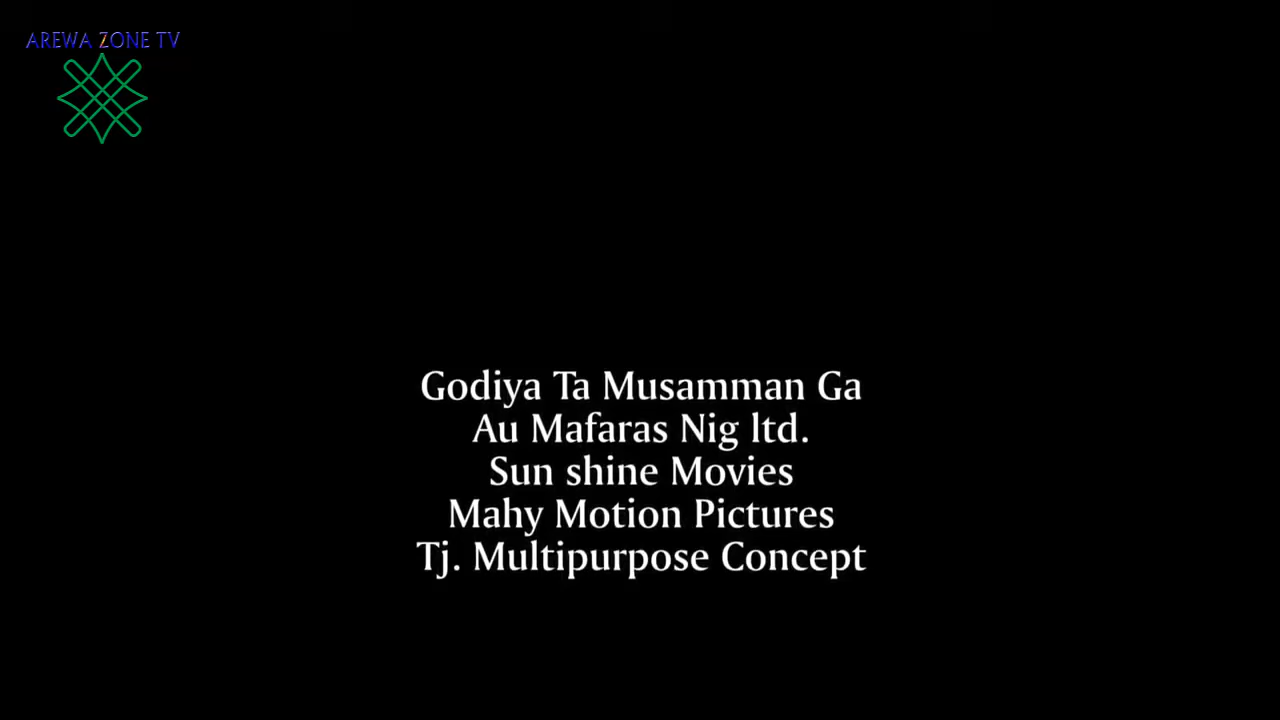 AREWA ZONE TV
Godiya Ta Musamman Ga
Au Mafaras Nig ltd.
Sun shine Movies
Mahy Motion Pictures
Tj. Multipurpose Concept